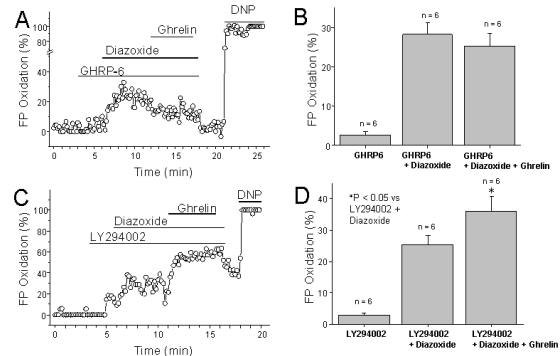 A
DNP
Ghrelin
Diazoxide
GHRP-6
FP Oxidation (%)
100
80
40
20
0
0 5 10 15 20 25
Time (min)
B
FP Oxidation (%)
30
20
10
0
n = 6
n = 6
n = 6
GHRP6
GHRP6
+ Diazoxide
GHRP6
+ Diazoxide + Ghrelin
C
DNP
Ghrelin
Diazoxide
LY294002
FP Oxidation (%)
100
80
60
40
20
0
0 5 10 15 20
Time (min)
D
FP Oxidation (%)
40
30
20
10
0
*P < 0.05 vs
LY294002 +
Diazoxide
n = 6
n = 6
n = 6
*
LY294002
LY294002
+ Diazoxide
LY294002
+ Diazoxide + Ghrelin